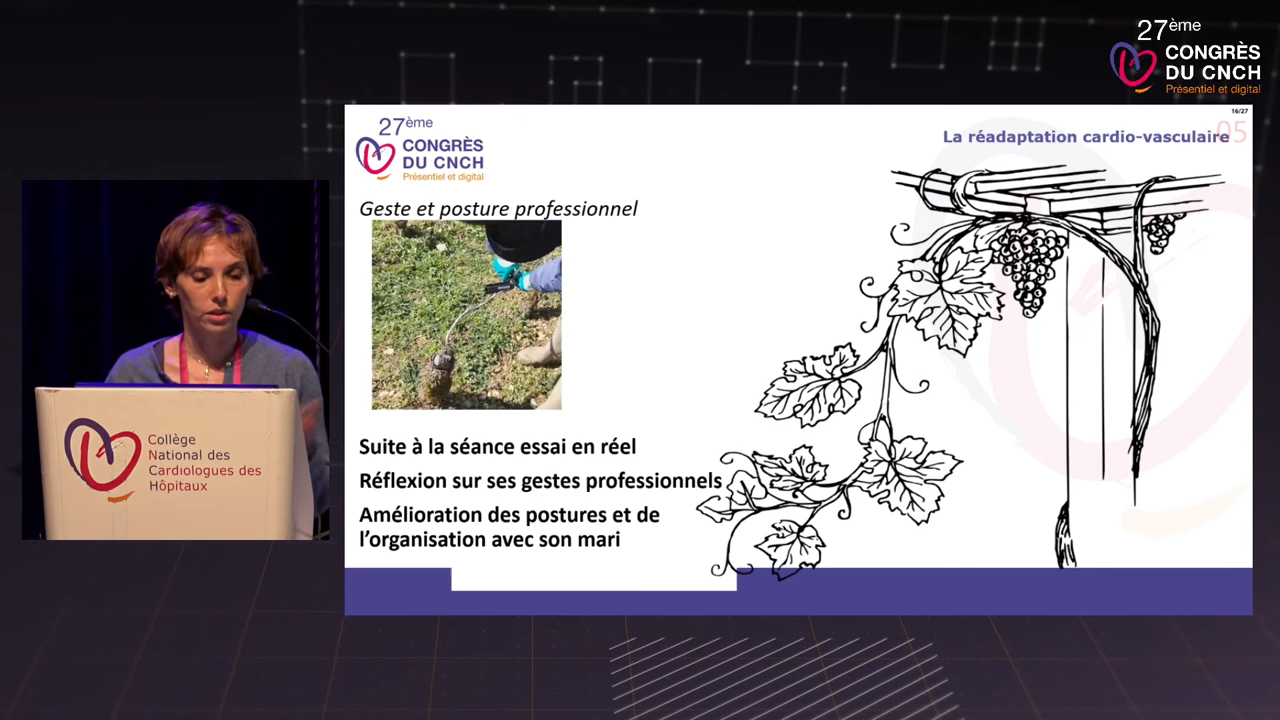 27ème
CONGRÈS
DU CNCH
Présentiel et digital
16/27
27ème
CONGRÈS
DU CNCH
Présentiel et digital
La réadaptation cardio-vasculaire
05
Geste et posture professionnel
Suite à la séance essai en réel
Réflexion sur ses gestes professionnels
Amélioration des postures et de
l’organisation avec son mari
Collège
National des
Cardiologues des
Hôpitaux